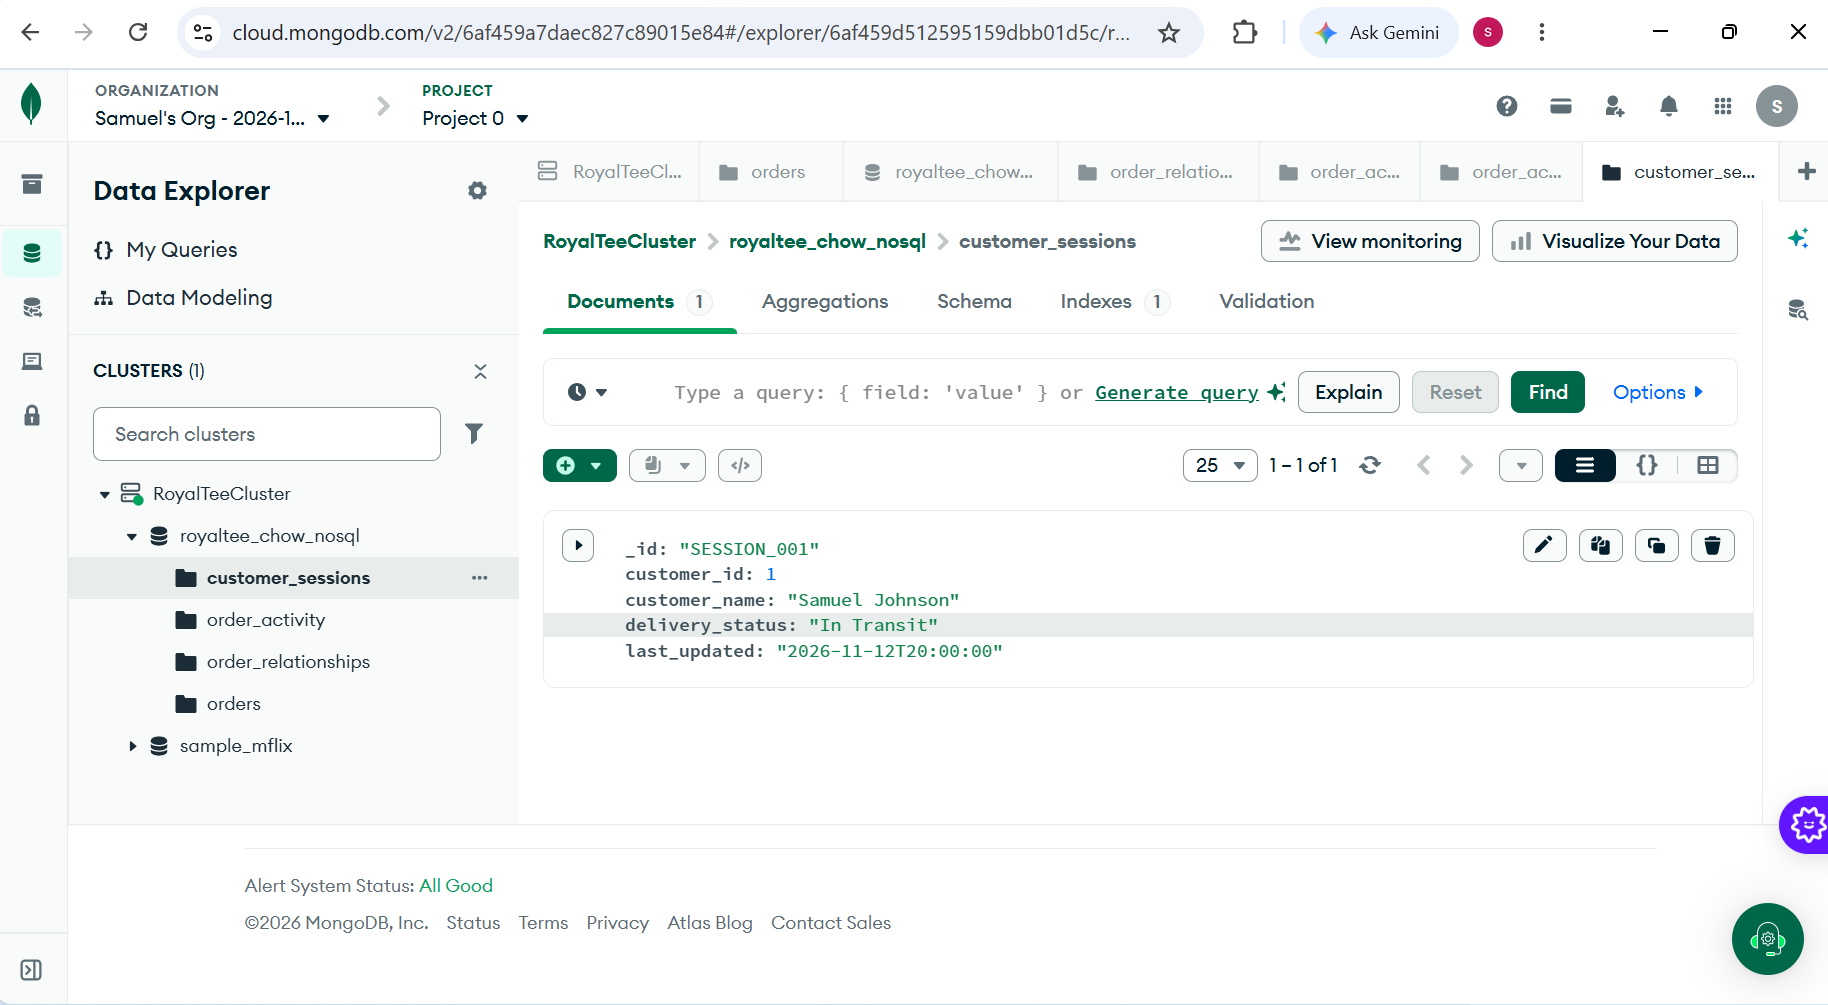 cloud.mongodb.com/v2/6af459a7daec827c89015e84#/explorer/6af459d512595159dbb01d5c/r...
Ask Gemini
S
ORGANIZATION
Samuel's Org - 2026-1...
PROJECT
Project 0
S
Data Explorer
My Queries
Data Modeling
CLUSTERS (1)
Search clusters
RoyalTeeCluster
royaltee_chow_nosql
customer_sessions
order_activity
order_relationships
orders
sample_mflix
RoyalTeeCl...
orders
royaltee_chow...
order_relatio...
order_ac...
order_ac...
customer_se...
RoyalTeeCluster > royaltee_chow_nosql > customer_sessions
View monitoring
Visualize Your Data
Documents 1
Aggregations
Schema
Indexes 1
Validation
Type a query: { field: 'value' } or Generate query
Explain
Reset
Find
Options
25
1 – 1 of 1
_id: "SESSION_001"
customer_id: 1
customer_name: "Samuel Johnson"
delivery_status: "In Transit"
last_updated: "2026-11-12T20:00:00"
Alert System Status: All Good
©2026 MongoDB, Inc. Status Terms Privacy Atlas Blog Contact Sales